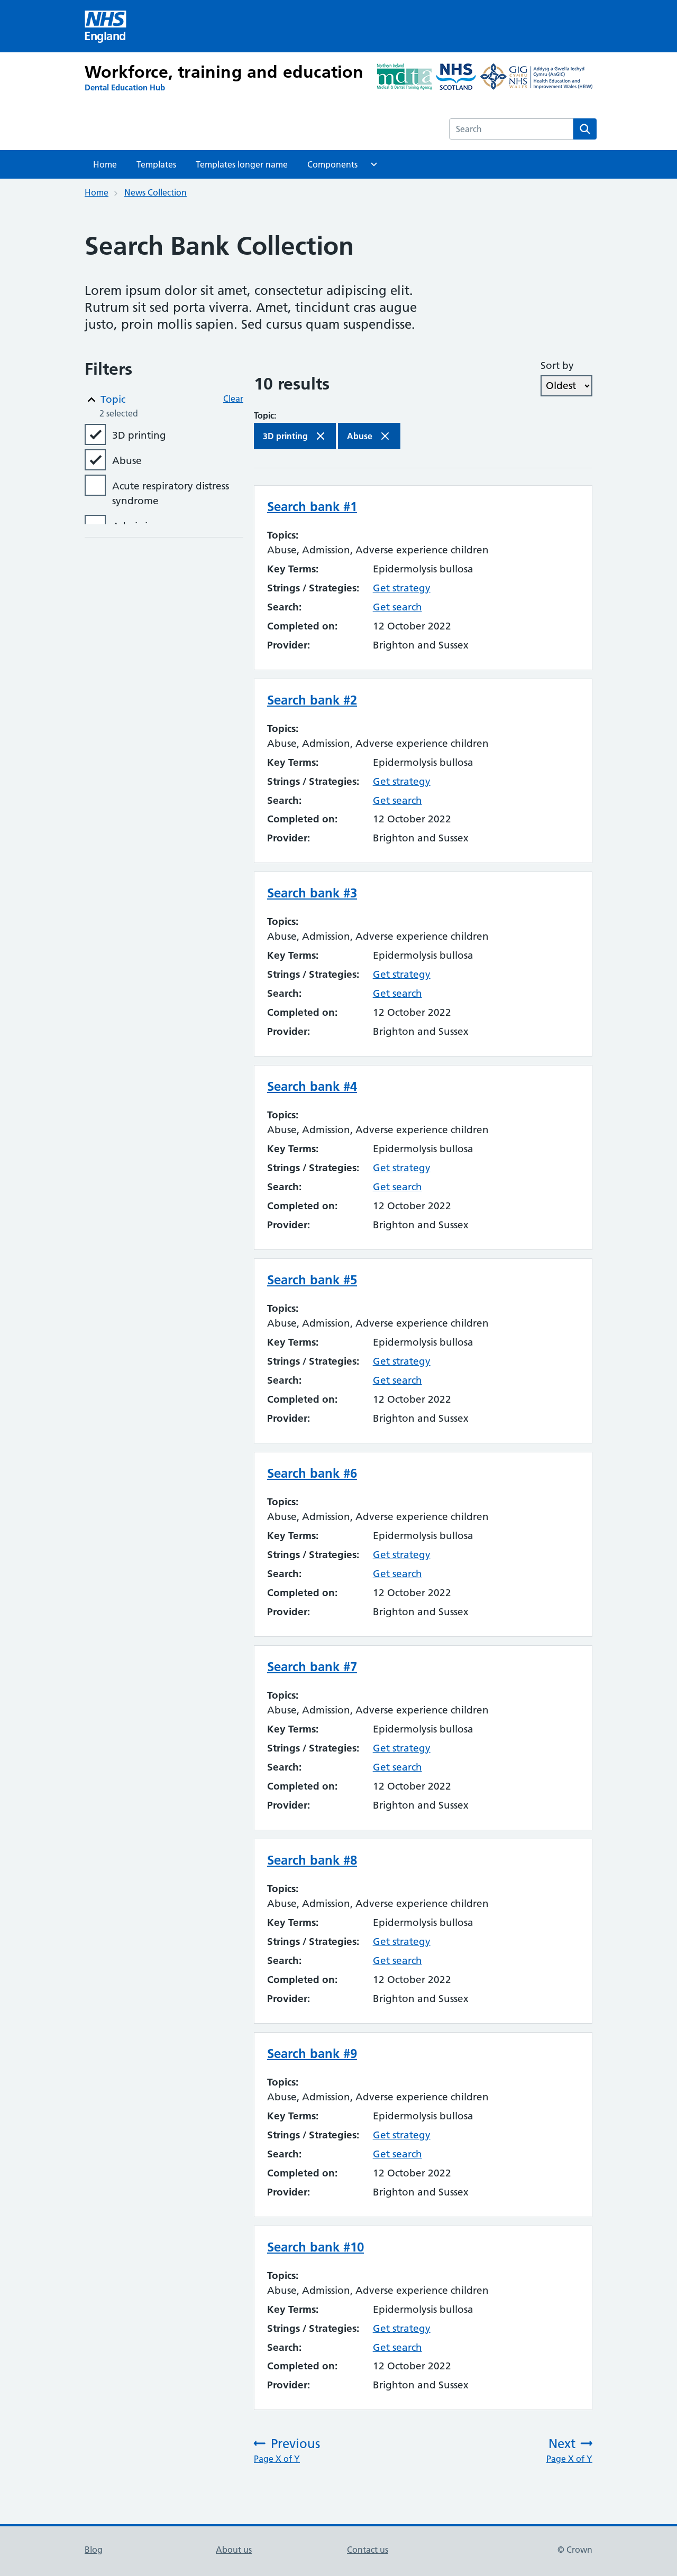 NHS
England
Workforce, training and education
Dental Education Hub
Northern Ireland
mdta
Medical & Dental Training Agency
NHS
SCOTLAND
GIG
CYMRU
NHS
WALES
Addysg a Gwella Iechyd
Cymru (AaGIC)
Health Education and
Improvement Wales (HEIW)
Search
Home
Templates
Templates longer name
Components
Home
News Collection
Search Bank Collection
Lorem ipsum dolor sit amet, consectetur adipiscing elit.
Rutrum sit sed porta viverra. Amet, tincidunt cras augue
justo, proin mollis sapien. Sed cursus quam suspendisse.
Filters
Topic
Clear
2 selected
3D printing
Abuse
Acute respiratory distress
syndrome
10 results
Sort by
Oldest
Topic:
3D printing
Abuse
Search bank #1
Topics:
Abuse, Admission, Adverse experience children
Key Terms: Epidermolysis bullosa
Strings / Strategies: Get strategy
Search: Get search
Completed on: 12 October 2022
Provider: Brighton and Sussex
Search bank #2
Topics:
Abuse, Admission, Adverse experience children
Key Terms: Epidermolysis bullosa
Strings / Strategies: Get strategy
Search: Get search
Completed on: 12 October 2022
Provider: Brighton and Sussex
Search bank #3
Topics:
Abuse, Admission, Adverse experience children
Key Terms: Epidermolysis bullosa
Strings / Strategies: Get strategy
Search: Get search
Completed on: 12 October 2022
Provider: Brighton and Sussex
Search bank #4
Topics:
Abuse, Admission, Adverse experience children
Key Terms: Epidermolysis bullosa
Strings / Strategies: Get strategy
Search: Get search
Completed on: 12 October 2022
Provider: Brighton and Sussex
Search bank #5
Topics:
Abuse, Admission, Adverse experience children
Key Terms: Epidermolysis bullosa
Strings / Strategies: Get strategy
Search: Get search
Completed on: 12 October 2022
Provider: Brighton and Sussex
Search bank #6
Topics:
Abuse, Admission, Adverse experience children
Key Terms: Epidermolysis bullosa
Strings / Strategies: Get strategy
Search: Get search
Completed on: 12 October 2022
Provider: Brighton and Sussex
Search bank #7
Topics:
Abuse, Admission, Adverse experience children
Key Terms: Epidermolysis bullosa
Strings / Strategies: Get strategy
Search: Get search
Completed on: 12 October 2022
Provider: Brighton and Sussex
Search bank #8
Topics:
Abuse, Admission, Adverse experience children
Key Terms: Epidermolysis bullosa
Strings / Strategies: Get strategy
Search: Get search
Completed on: 12 October 2022
Provider: Brighton and Sussex
Search bank #9
Topics:
Abuse, Admission, Adverse experience children
Key Terms: Epidermolysis bullosa
Strings / Strategies: Get strategy
Search: Get search
Completed on: 12 October 2022
Provider: Brighton and Sussex
Search bank #10
Topics:
Abuse, Admission, Adverse experience children
Key Terms: Epidermolysis bullosa
Strings / Strategies: Get strategy
Search: Get search
Completed on: 12 October 2022
Provider: Brighton and Sussex
Previous
Page X of Y
Next
Page X of Y
Blog
About us
Contact us
© Crown